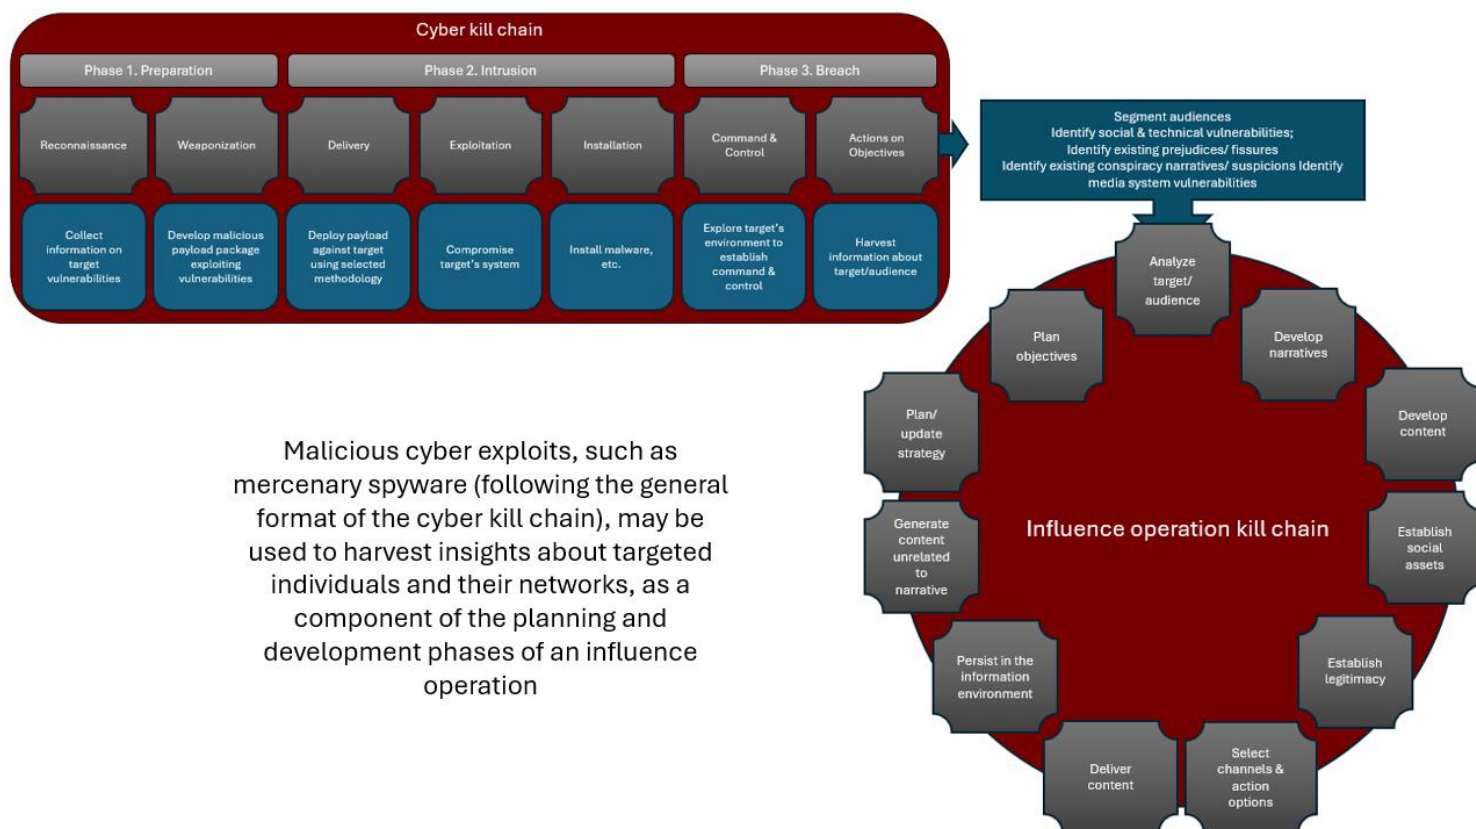 Cyber kill chain
Phase 1. Preparation
Phase 2. Intrusion
Phase 3. Breach
Reconnaissance
Weaponization
Delivery
Exploitation
Installation
Command &
Control
Actions on
Objectives
Collect
information on
target
vulnerabilities
Develop malicious
payload package
exploiting
vulnerabilities
Deploy payload
against target
using selected
methodology
Compromise
target's system
Install malware,
etc.
Explore target's
environment to
establish
command &
control
Harvest
information about
target/audience
Segment audiences
Identify social & technical vulnerabilities;
Identify existing prejudices/ fissures
Identify existing conspiracy narratives/ suspicions Identify
media system vulnerabilities
Analyze
target/
audience
Develop
narratives
Develop
content
Establish
social
assets
Establish
legitimacy
Select
channels &
action
options
Deliver
content
Persist in the
information
environment
Generate
content
unrelated
to
narrative
Plan/
update
strategy
Plan
objectives
Influence operation kill chain
Malicious cyber exploits, such as
mercenary spyware (following the general
format of the cyber kill chain), may be
used to harvest insights about targeted
individuals and their networks, as a
component of the planning and
development phases of an influence
operation